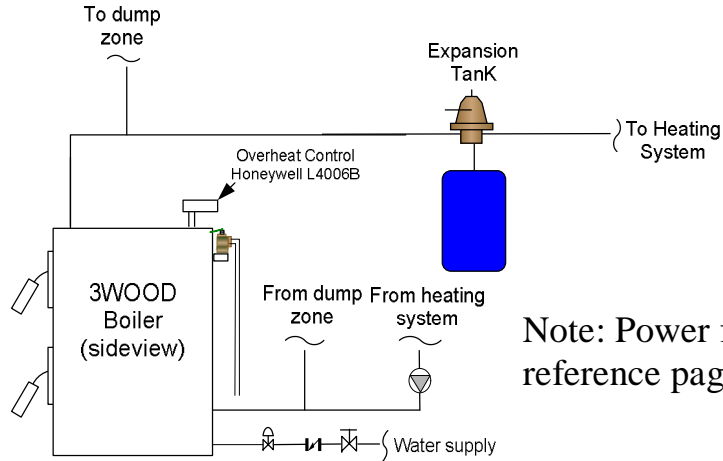 To dump
zone
Expansion
TanK
To Heating
System
Overheat Control
Honeywell L4006B
3WOOD
Boiler
(sideview)
From dump
zone
From heating
system
Note: Power
reference
Water supply